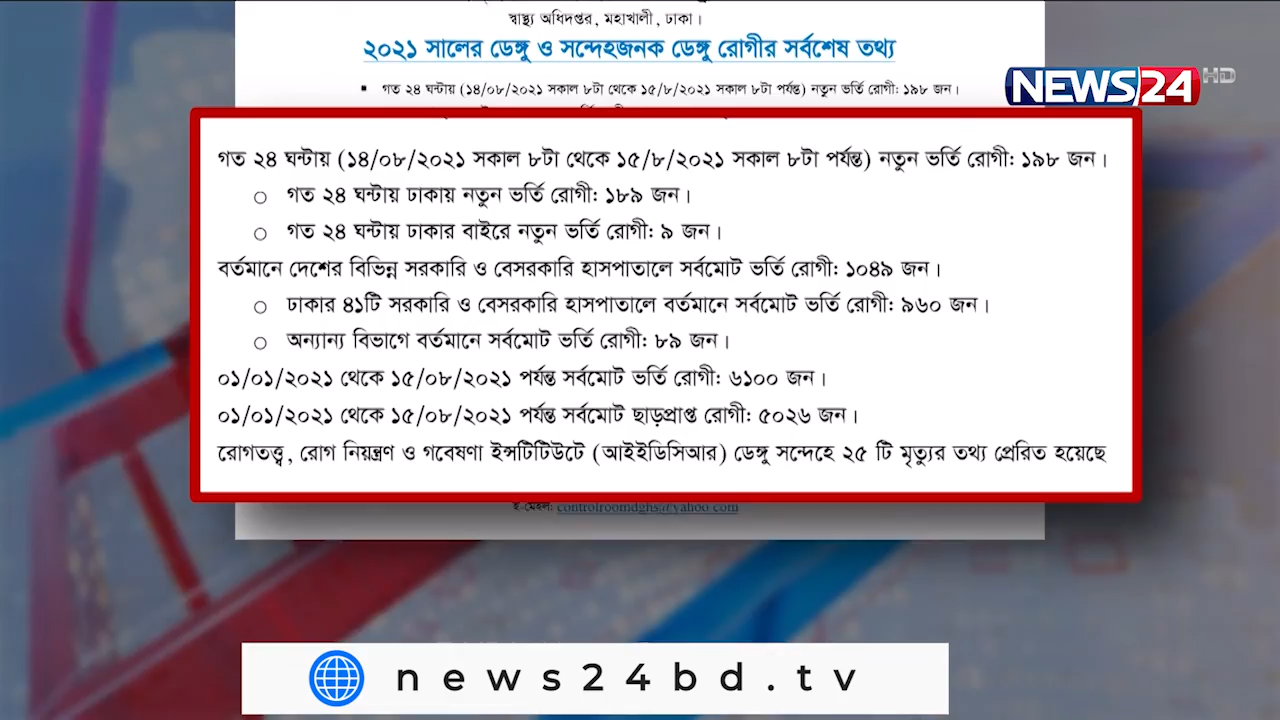 স্বাস্থ্য অধিদপ্তর, মহাখালী, ঢাকা।
২০২১ সালের ডেঙ্গু ও সন্দেহজনক ডেঙ্গু রোগীর সর্বশেষ তথ্য
▪ গত ২৪ ঘন্টায় (১৪/০৮/২০২১ সকাল ৮টা থেকে ১৫/৮/২০২১ সকাল ৮টা পর্যন্ত) নতুন ভর্তি রোগী: ১৯৮ জন।
NEWS24 HD
গত ২৪ ঘন্টায় (১৪/০৮/২০২১ সকাল ৮টা থেকে ১৫/৮/২০২১ সকাল ৮টা পর্যন্ত) নতুন ভর্তি রোগী: ১৯৮ জন।
○ গত ২৪ ঘন্টায় ঢাকায় নতুন ভর্তি রোগী: ১৮৯ জন।
○ গত ২৪ ঘন্টায় ঢাকার বাইরে নতুন ভর্তি রোগী: ৯ জন।
বর্তমানে দেশের বিভিন্ন সরকারি ও বেসরকারি হাসপাতালে সর্বমোট ভর্তি রোগী: ১০৪৯ জন।
○ ঢাকার ৪১টি সরকারি ও বেসরকারি হাসপাতালে বর্তমানে সর্বমোট ভর্তি রোগী: ৯৬০ জন।
○ অন্যান্য বিভাগে বর্তমানে সর্বমোট ভর্তি রোগী: ৮৯ জন।
০১/০১/২০২১ থেকে ১৫/০৮/২০২১ পর্যন্ত সর্বমোট ভর্তি রোগী: ৬১০০ জন।
০১/০১/২০২১ থেকে ১৫/০৮/২০২১ পর্যন্ত সর্বমোট ছাড়প্রাপ্ত রোগী: ৫০২৬ জন।
রোগতত্ত্ব, রোগ নিয়ন্ত্রণ ও গবেষণা ইন্সটিটিউটে (আইইডিসিআর) ডেঙ্গু সন্দেহে ২৫ টি মৃত্যুর তথ্য প্রেরিত হয়েছে
ই-মেইল: controlroomdghs@yahoo.com
news24bd.tv